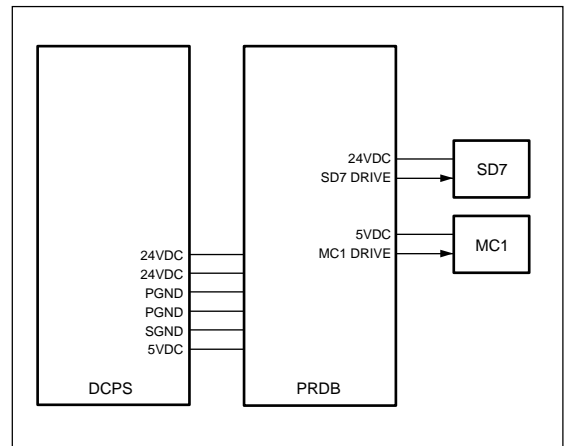 24VDC
SD7 DRIVE
SD7
5VDC
MC1 DRIVE
MC1
24VDC
24VDC
PGND
PGND
SGND
5VDC
DCPS
PRDB